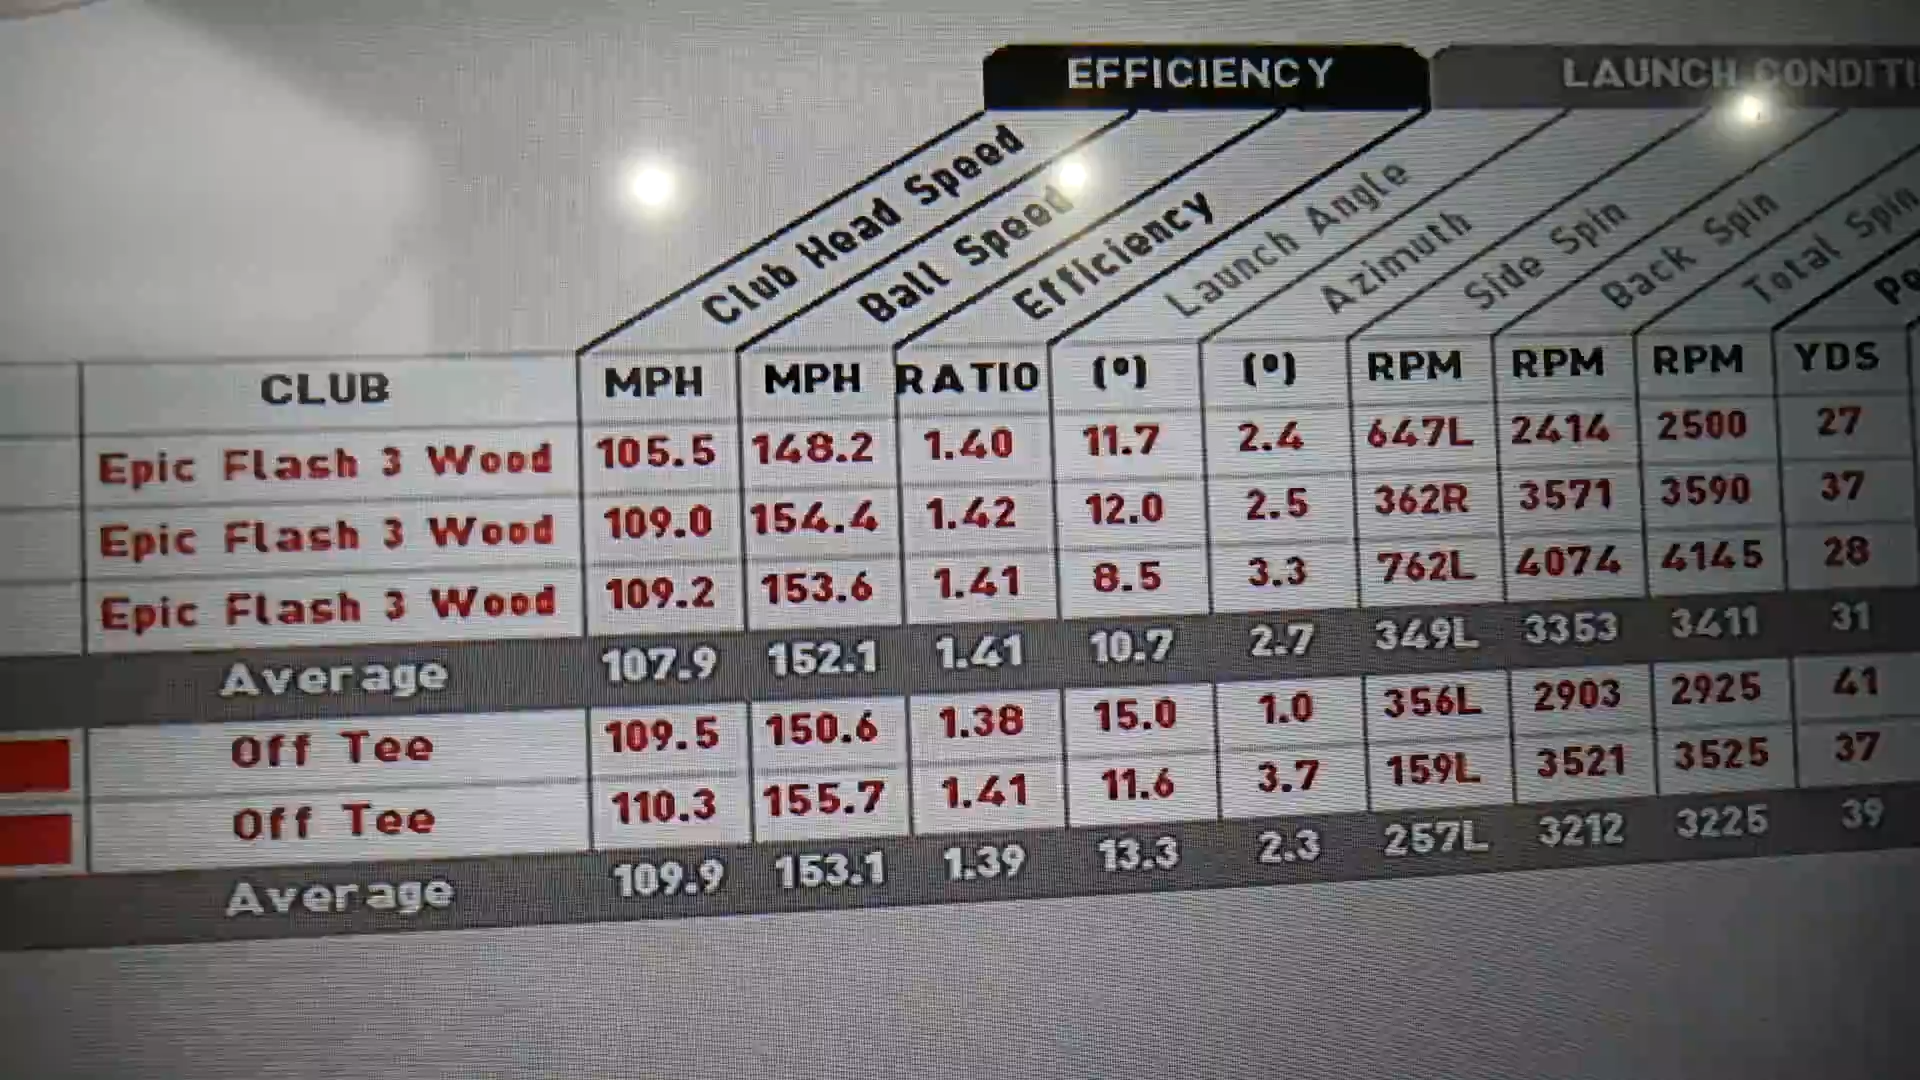 EFFICIENCY LAUNCH CONDITI
Club Head Speed Ball Speed Efficiency Launch Angle Azimuth Side Spin Back Spin Total Spin
CLUB MPH MPH RATIO (º) (º) RPM RPM RPM YDS
Epic Flash 3 Wood 105.5 148.2 1.40 11.7 2.4 647L 2414 2500 27
Epic Flash 3 Wood 109.0 154.4 1.42 12.0 2.5 362R 3571 3590 37
Epic Flash 3 Wood 109.2 153.6 1.41 8.5 3.3 762L 4074 4145 28
Average 107.9 152.1 1.41 10.7 2.7 349L 3353 3411 31
Off Tee 109.5 150.6 1.38 15.0 1.0 356L 2903 2925 41
Off Tee 110.3 155.7 1.41 11.6 3.7 159L 3521 3525 37
Average 109.9 153.1 1.39 13.3 2.3 257L 3212 3225 39